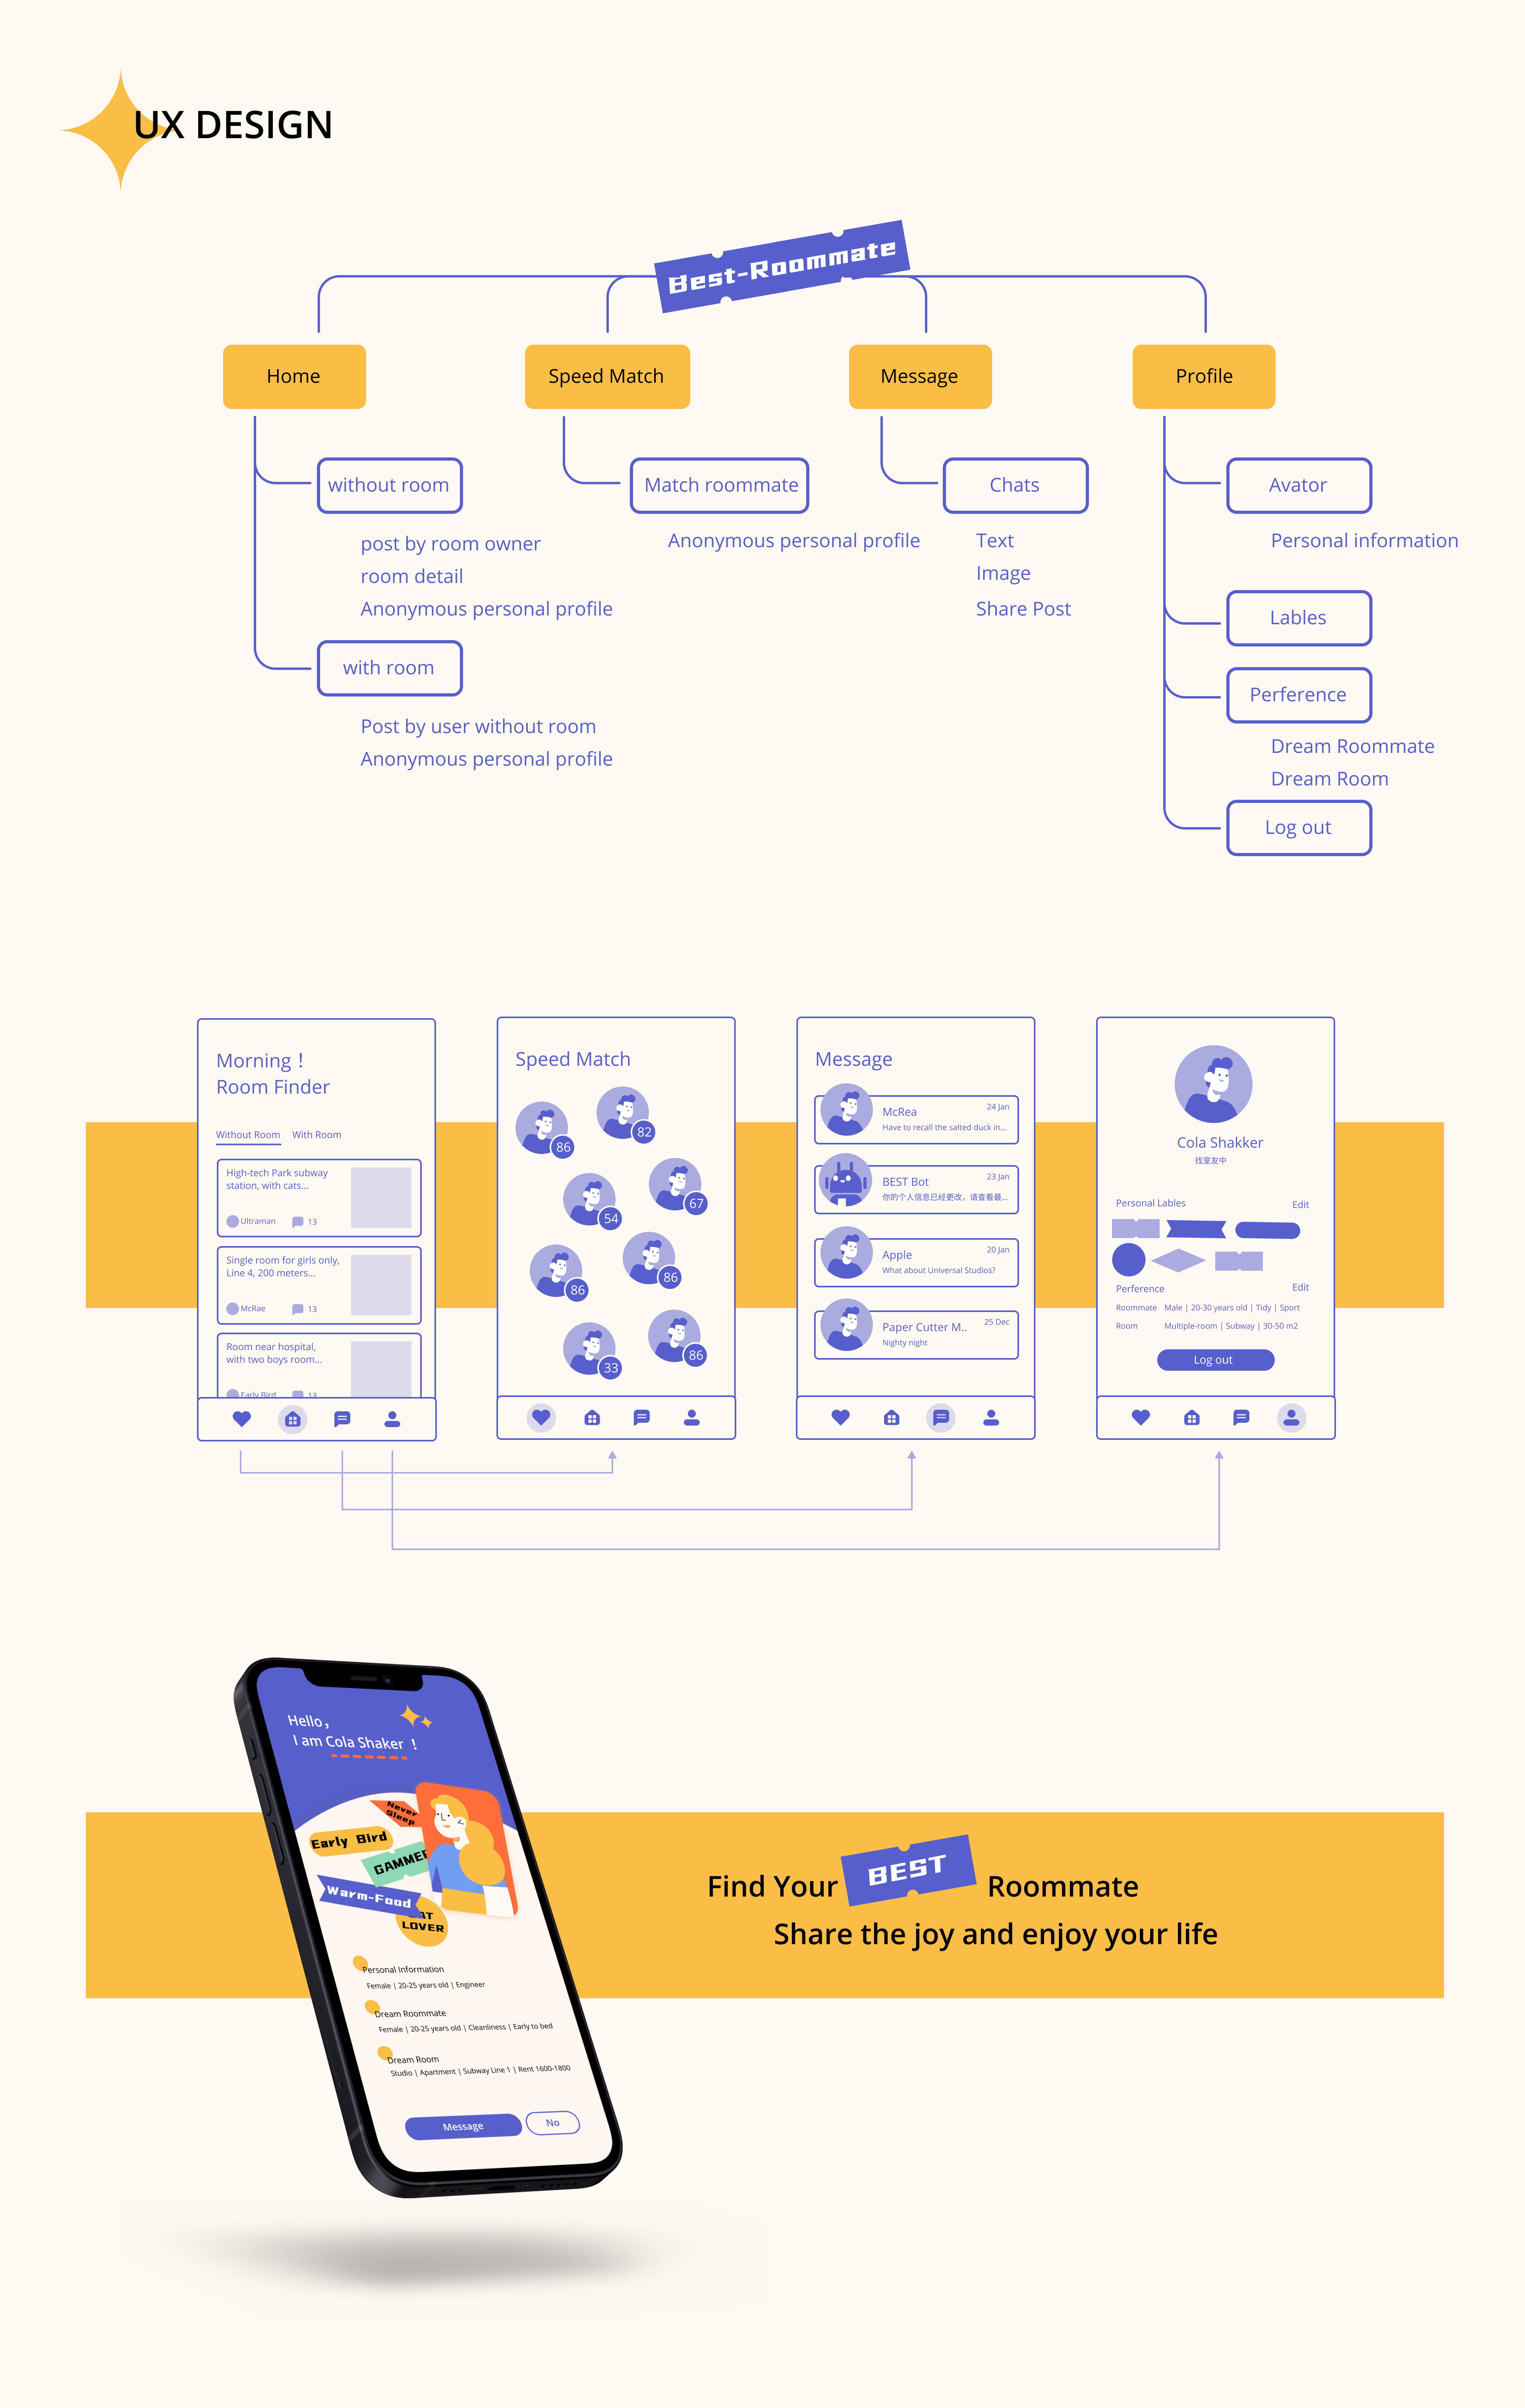 UX DESIGN
Best-Roommate
Home
Speed Match
Message
Profile
without room
post by room owner
room detail
Anonymous personal profile
with room
Post by user without room
Anonymous personal profile
Match roommate
Anonymous personal profile
Chats
Text
Image
Share Post
Avator
Personal information
Lables
Perference
Dream Roommate
Dream Room
Log out
Morning！
Room Finder
Without Room With Room
High-tech Park subway
station, with cats...
Ultraman 13
Single room for girls only,
Line 4, 200 meters...
McRae 13
Room near hospital,
with two boys room...
Early Bird 13
Speed Match
86
82
54
67
86
86
33
86
Message
McRea 24 Jan
Have to recall the salted duck in...
BEST Bot 23 Jan
你的个人信息已经更改，请查看最...
Apple 20 Jan
What about Universal Studios?
Paper Cutter M.. 25 Dec
Nighty night
Cola Shakker
找室友中
Personal Lables Edit
Perference Edit
Roommate Male | 20-30 years old | Tidy | Sport
Room Multiple-room | Subway | 30-50 m2
Log out
Hello，
I am Cola Shaker ！
Never
Sleep
Early Bird
GAMMER
Warm-Food
LOVER
Personal Information
Female | 20-25 years old | Engineer
Dream Roommate
Female | 20-25 years old | Cleanliness | Early to bed
Dream Room
Studio | Apartment | Subway Line 1 | Rent 1600-1800
Message No
Find Your BEST Roommate
Share the joy and enjoy your life